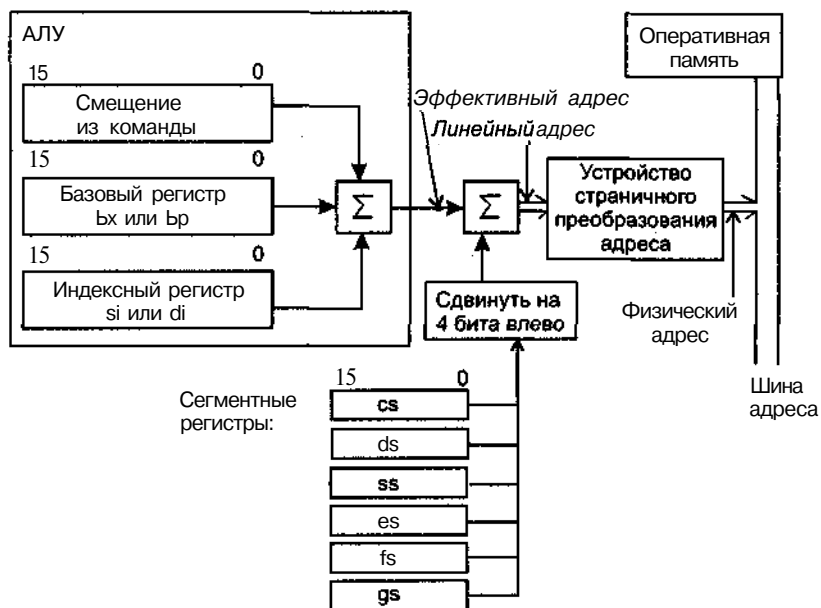 АЛУ
15 0
Смещение
из команды
15 0
Базовый регистр
bx или bp
15 0
Индексный регистр
si или di
Σ
Эффективный адрес
Линейный адрес
Σ
Сдвинуть на
4 бита влево
Устройство
страничного
преобразования
адреса
Оперативная
память
Физический
адрес
Шина
адреса
Сегментные
регистры:
15 0
cs
ds
ss
es
fs
gs